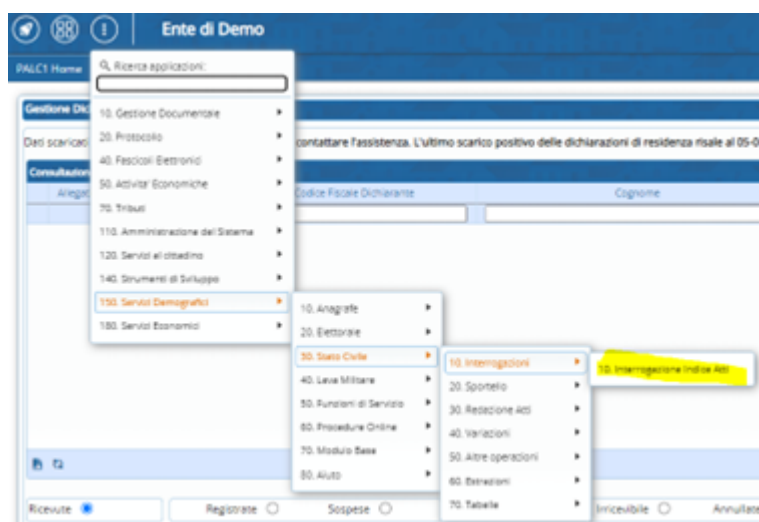 Ente di Demo
PALC1 Home
Ricerca applicazioni:
Gestione Dic
10. Gestione Documentale
20. Protocollo
40. Fascicoli Elettronici
50. Attivita' Economiche
70. Tributi
110. Amministrazione del Sistema
120. Servizi al cittadino
140. Strumenti di Sviluppo
150. Servizi Demografici
180. Servizi Economici
Dati scaricati
contattare l'assistenza. L'ultimo scarico positivo delle dichiarazioni di residenza risale al 05-0
Consultazion
Allegat
Codice Fiscale Dichiarante
Cognome
10. Anagrafe
20. Elettorale
30. Stato Civile
40. Leva Militare
50. Funzioni di Servizio
60. Procedure Online
70. Modulo Base
80. Aiuto
10. Interrogazioni
20. Sportello
30. Redazione Atti
40. Variazioni
50. Altre operazioni
60. Estrazioni
70. Tabelle
10. Interrogazione Indice Atti
Ricevute
Registrate
Sospese
Irricevibile
Annullate